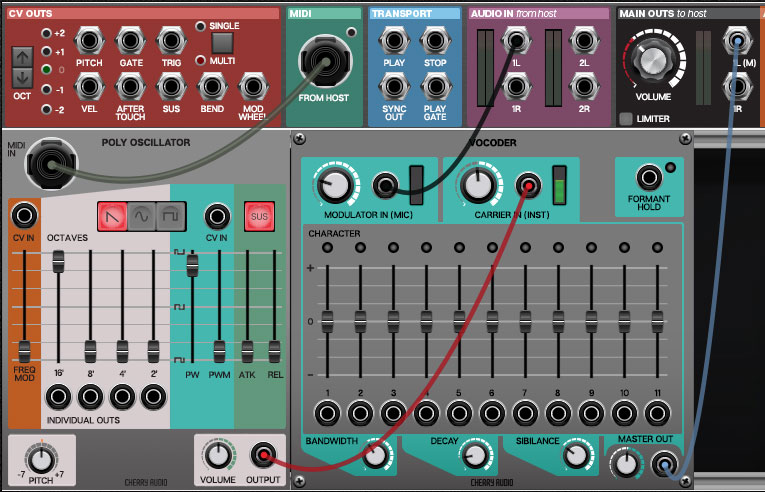 CV OUTS
+2
+1
0
-1
-2
OCT
PITCH
GATE
TRIG
SINGLE
MULTI
VEL
AFTER
TOUCH
SUS
BEND
MOD
WHEEL
MIDI
FROM HOST
TRANSPORT
PLAY
STOP
SYNC
OUT
PLAY
GATE
AUDIO IN from host
1L
2L
1R
2R
MAIN OUTS to host
VOLUME
LIMITER
1L (M)
1R
MIDI
IN
POLY OSCILLATOR
CV IN
OCTAVES
CV IN
SUS
FREQ
MOD
16'
8'
4'
2'
PW
PWM
ATK
REL
INDIVIDUAL OUTS
-7
+7
PITCH
CHERRY AUDIO
VOLUME
OUTPUT
VOCODER
MODULATOR IN (MIC)
CARRIER IN (INST)
FORMANT
HOLD
CHARACTER
+
0
-
1 2 3 4 5 6 7 8 9 10 11
BANDWIDTH
DECAY
SIBILANCE
MASTER OUT
CHERRY AUDIO